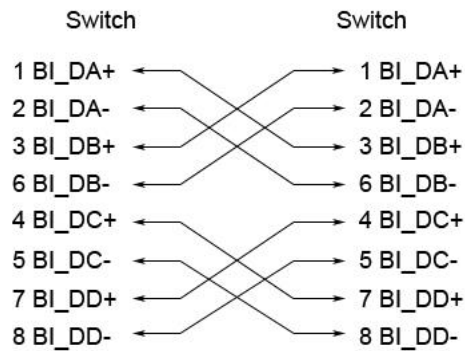 Switch Switch
1 BI_DA+ 1 BI_DA+
2 BI_DA- 2 BI_DA-
3 BI_DB+ 3 BI_DB+
6 BI_DB- 6 BI_DB-
4 BI_DC+ 4 BI_DC+
5 BI_DC- 5 BI_DC-
7 BI_DD+ 7 BI_DD+
8 BI_DD- 8 BI_DD-